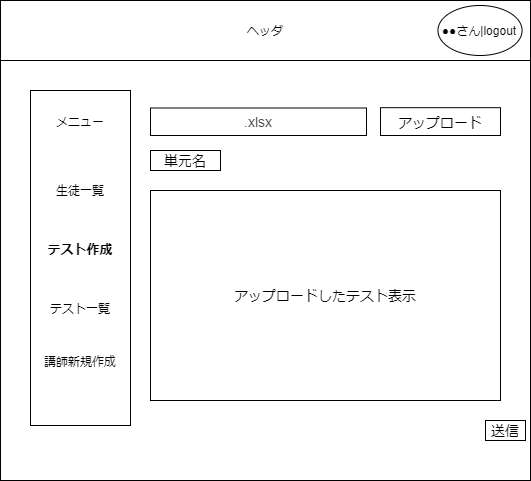 ヘッダ
●●さん|logout
メニュー
生徒一覧
テスト作成
テスト一覧
講師新規作成
.xlsx
アップロード
単元名
アップロードしたテスト表示
送信